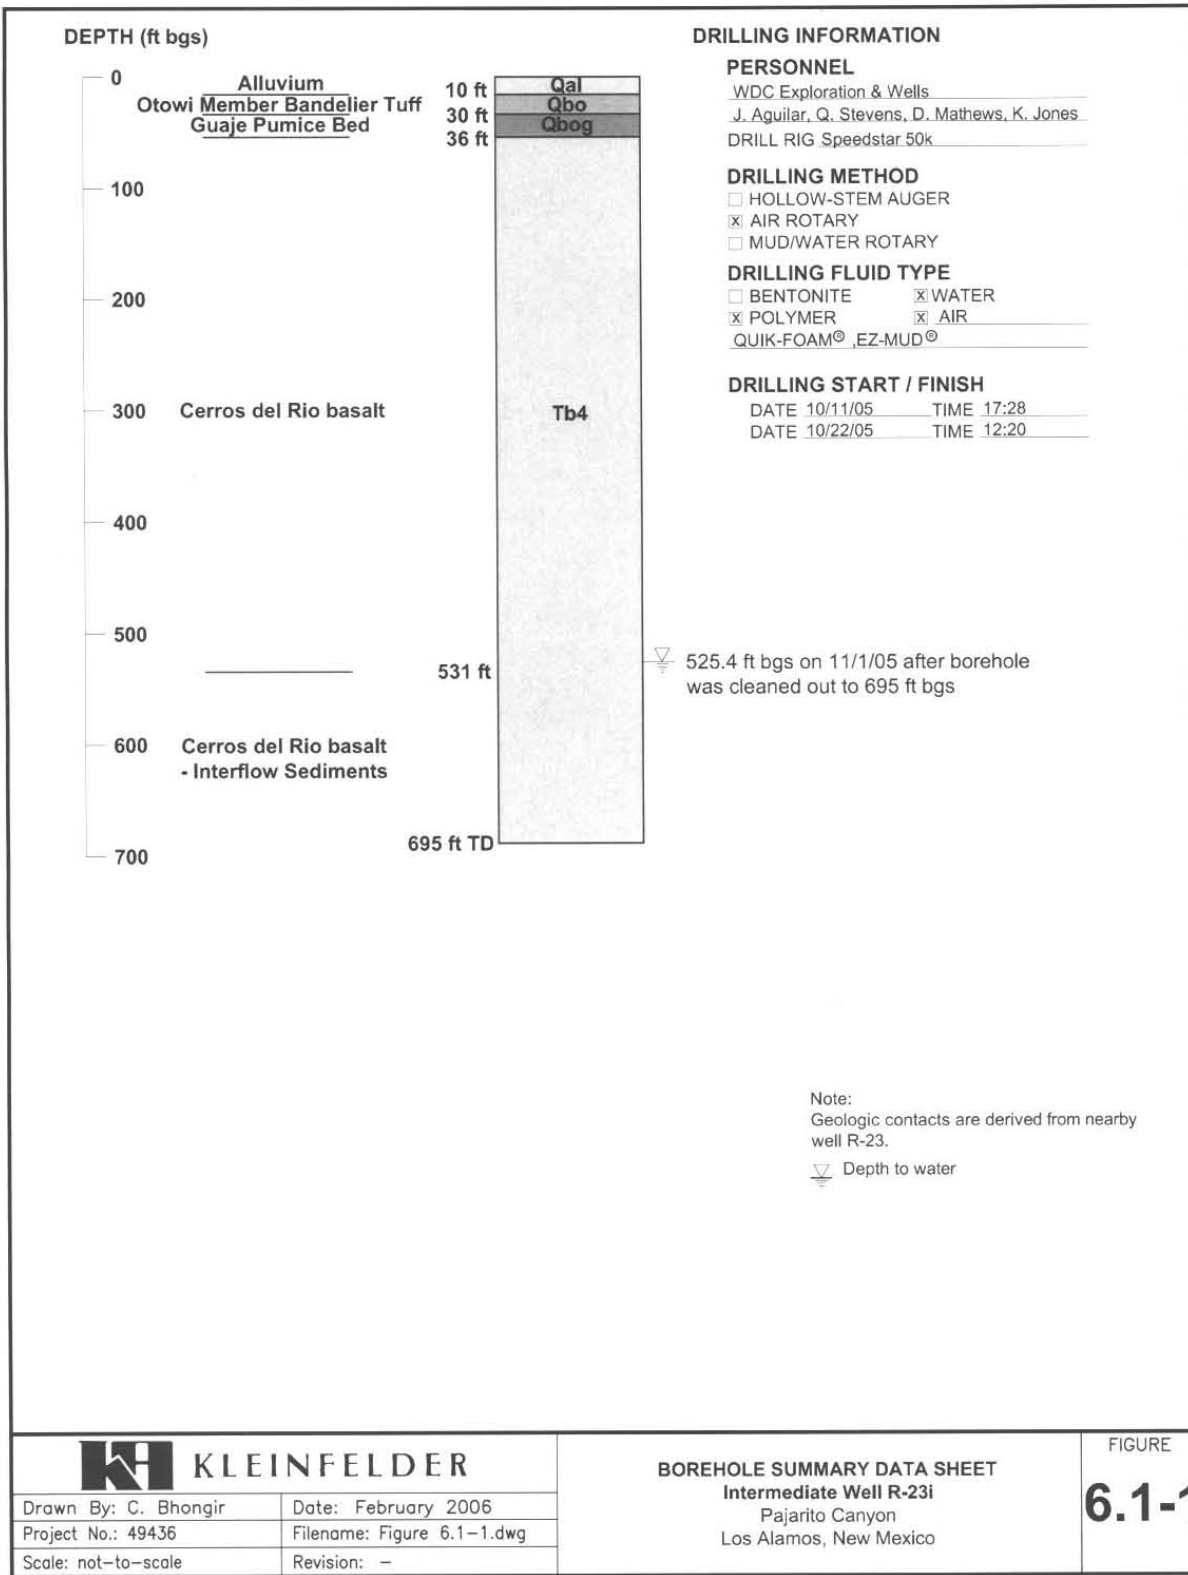 DEPTH (ft bgs)
0
Alluvium
10 ft
Qal
Otowi Member Bandelier Tuff
30 ft
Qbo
Guaje Pumice Bed
36 ft
Qbog
100
200
300
Cerros del Rio basalt
Tb4
400
500
531 ft
600
Cerros del Rio basalt
- Interflow Sediments
695 ft TD
700
525.4 ft bgs on 11/1/05 after borehole
was cleaned out to 695 ft bgs
DRILLING INFORMATION
PERSONNEL
WDC Exploration & Wells
J. Aguilar, Q. Stevens, D. Mathews, K. Jones
DRILL RIG Speedstar 50k
DRILLING METHOD
☐ HOLLOW-STEM AUGER
☒ AIR ROTARY
☐ MUD/WATER ROTARY
DRILLING FLUID TYPE
☐ BENTONITE ☒ WATER
☒ POLYMER ☒ AIR
QUIK-FOAM® ,EZ-MUD®
DRILLING START / FINISH
DATE 10/11/05 TIME 17:28
DATE 10/22/05 TIME 12:20
Note:
Geologic contacts are derived from nearby
well R-23.
Depth to water
KLEINFELDER
Drawn By: C. Bhongir
Date: February 2006
Project No.: 49436
Filename: Figure 6.1-1.dwg
Scale: not-to-scale
Revision: -
BOREHOLE SUMMARY DATA SHEET
Intermediate Well R-23i
Pajarito Canyon
Los Alamos, New Mexico
FIGURE
6.1-1